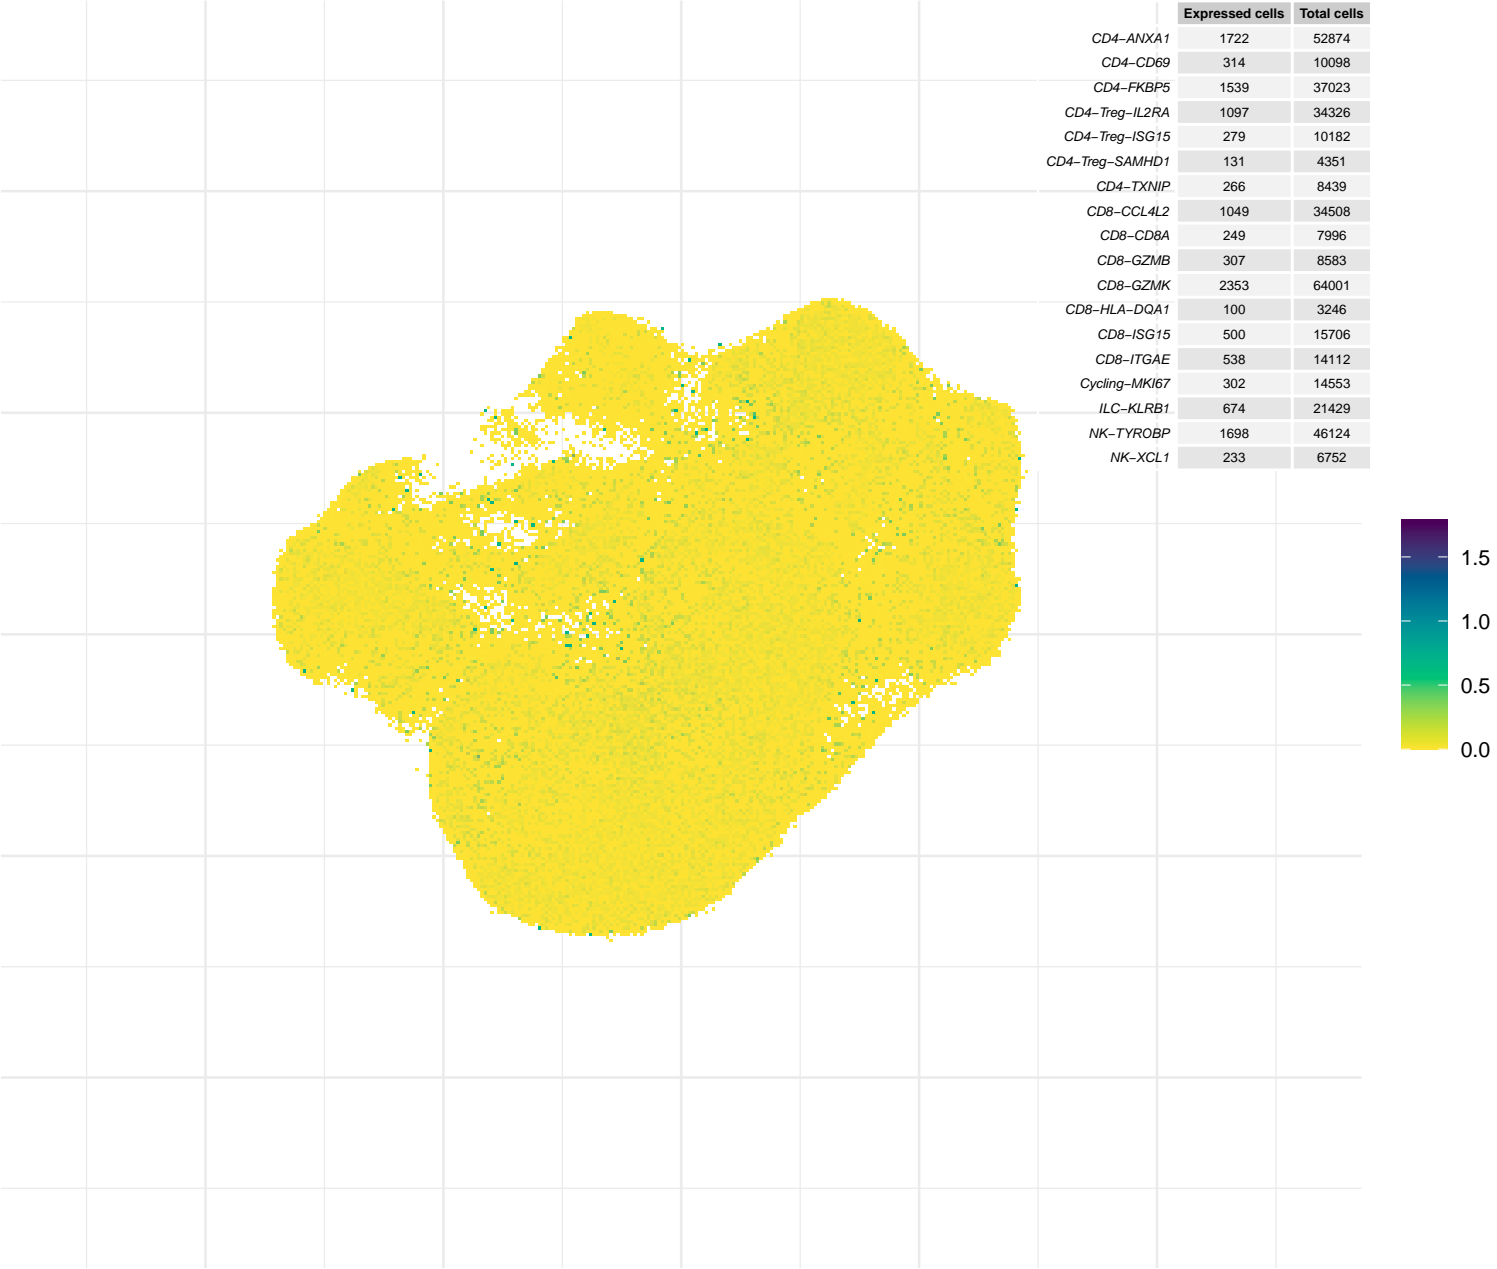 Expressed cells Total cells
CD4−ANXA1 1722 52874
CD4−CD69 314 10098
CD4−FKBP5 1539 37023
CD4−Treg−IL2RA 1097 34326
CD4−Treg−ISG15 279 10182
CD4−Treg−SAMHD1 131 4351
CD4−TXNIP 266 8439
CD8−CCL4L2 1049 34508
CD8−CD8A 249 7996
CD8−GZMB 307 8583
CD8−GZMK 2353 64001
CD8−HLA−DQA1 100 3246
CD8−ISG15 500 15706
CD8−ITGAE 538 14112
Cycling−MKI67 302 14553
ILC−KLRB1 674 21429
NK−TYROBP 1698 46124
NK−XCL1 233 6752
1.5
1.0
0.5
0.0